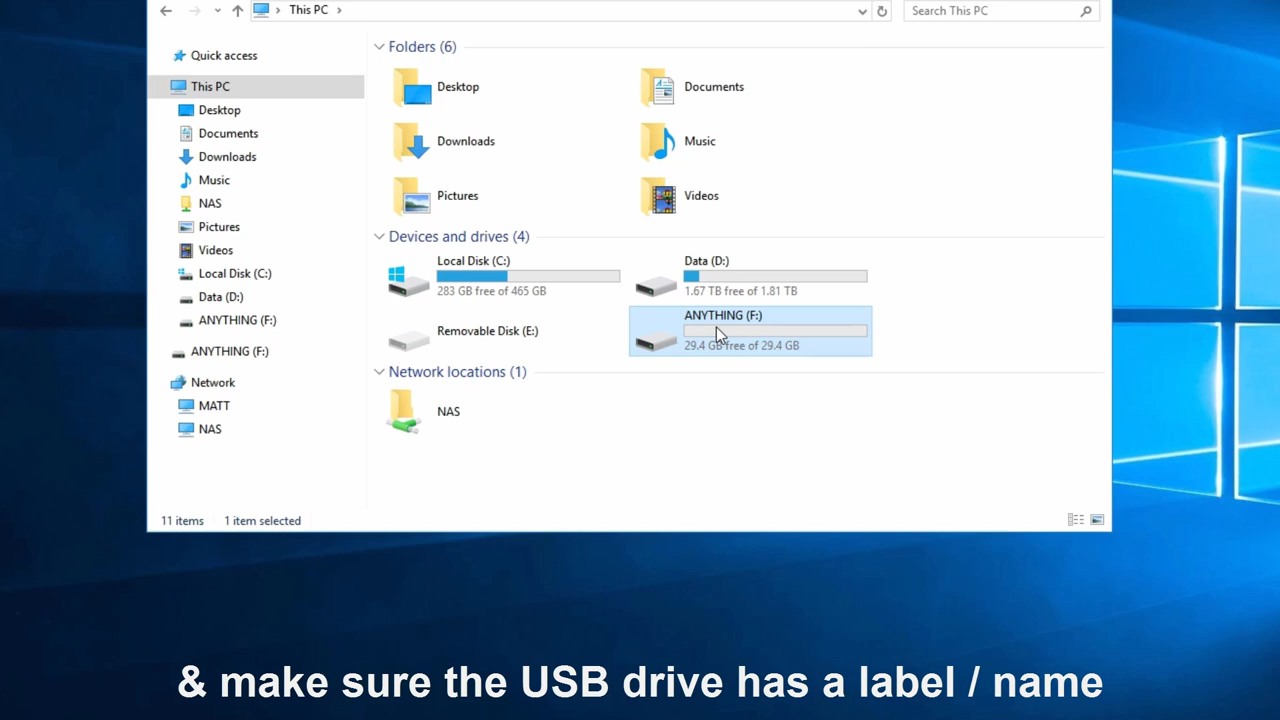 This PC
Search This PC
Quick access
This PC
Desktop
Documents
Downloads
Music
NAS
Pictures
Videos
Local Disk (C:)
Data (D:)
ANYTHING (F:)
ANYTHING (F:)
Network
MATT
NAS
Folders (6)
Desktop
Documents
Downloads
Music
Pictures
Videos
Devices and drives (4)
Local Disk (C:)
283 GB free of 465 GB
Data (D:)
1.67 TB free of 1.81 TB
Removable Disk (E:)
ANYTHING (F:)
29.4 GB free of 29.4 GB
Network locations (1)
NAS
11 items
1 item selected
& make sure the USB drive has a label / name